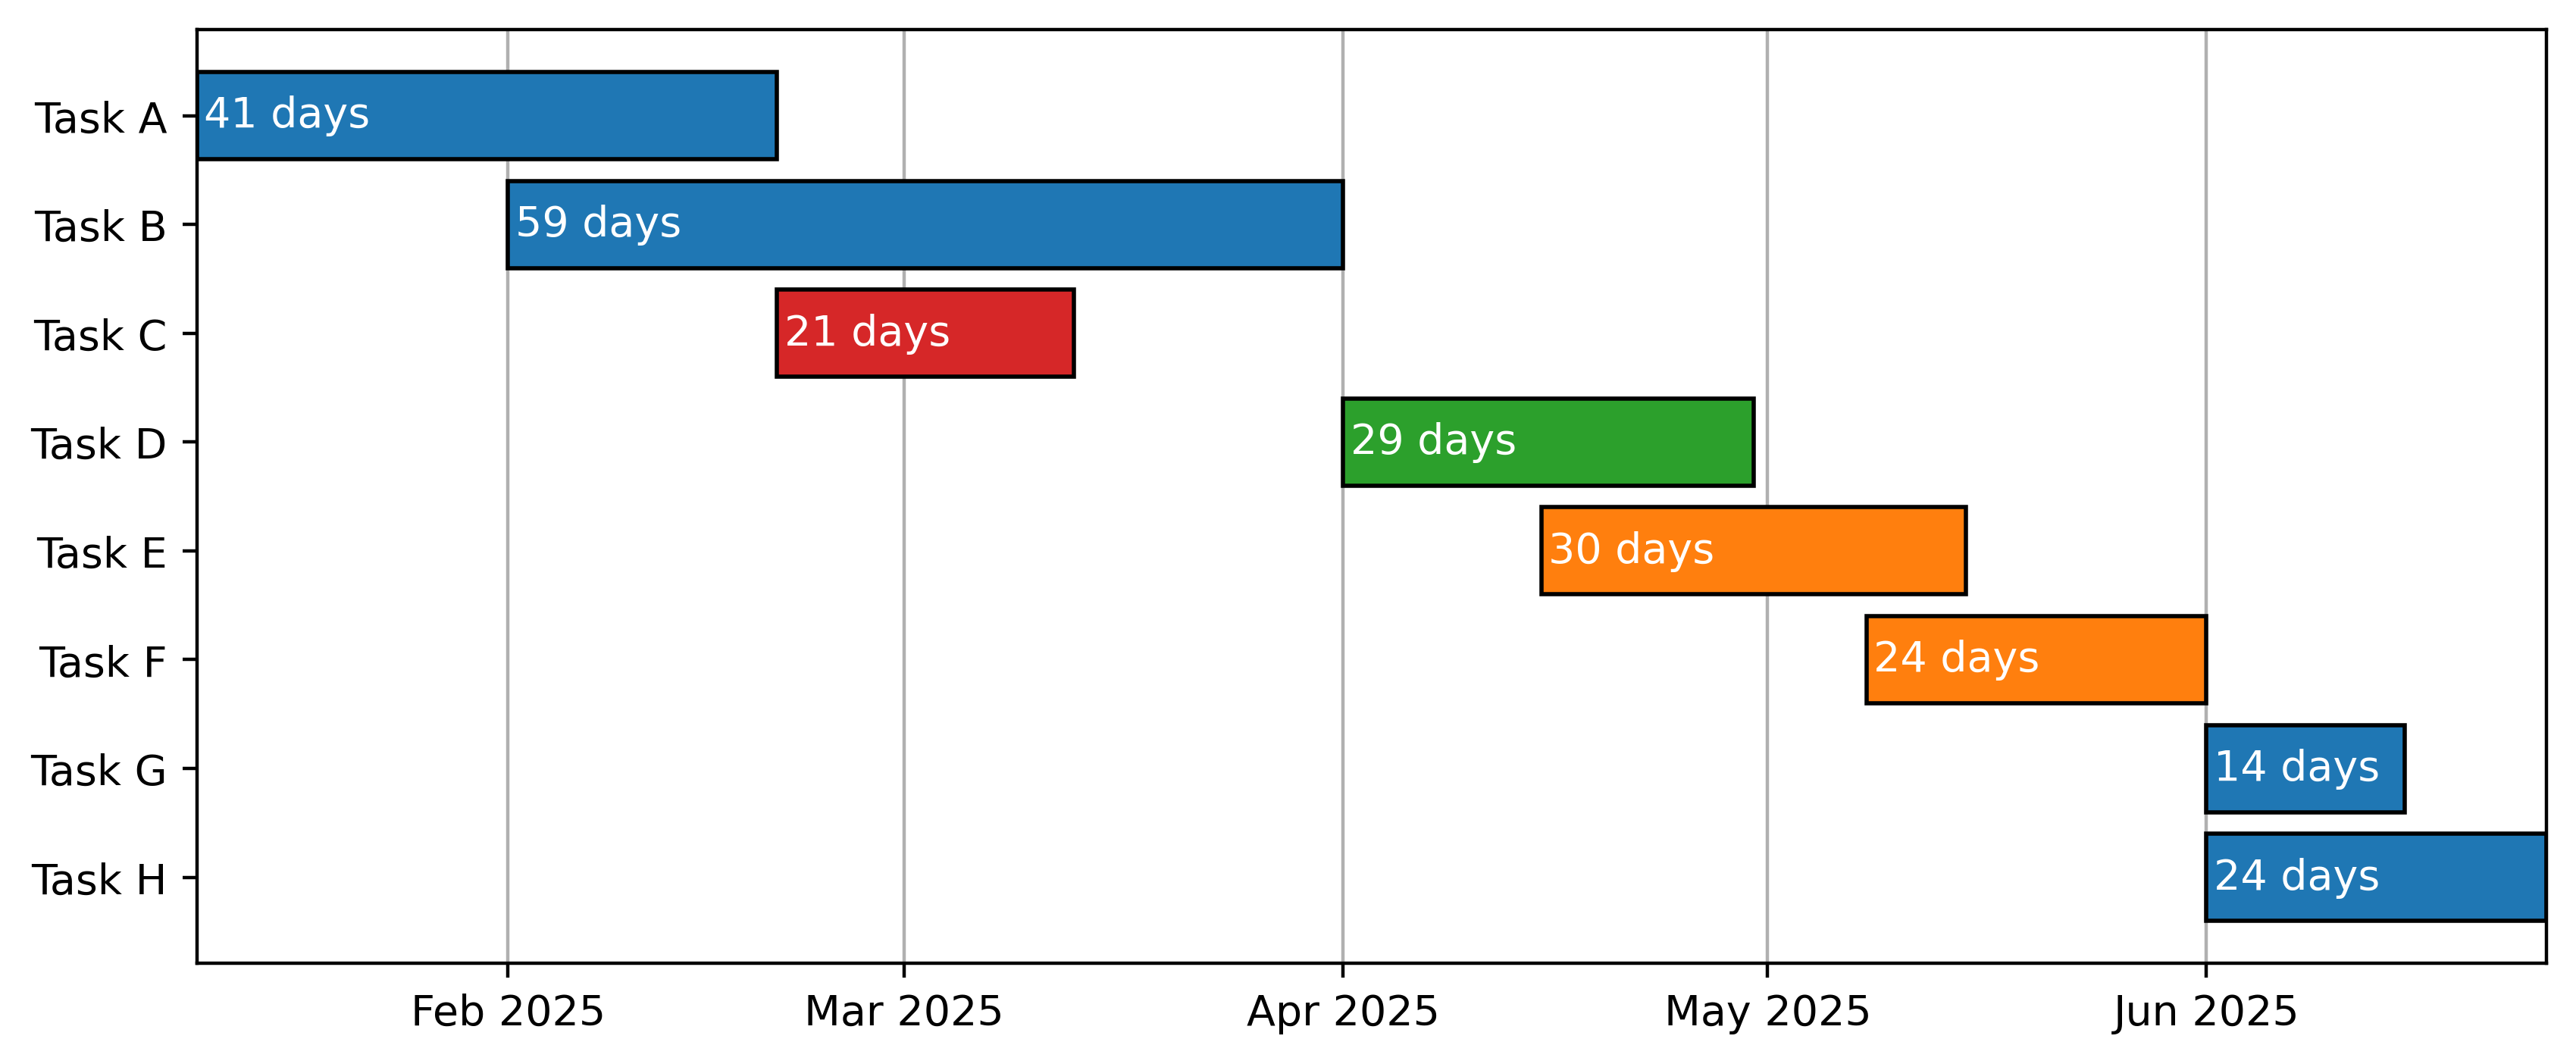 Task A
41 days
Task B
59 days
Task C
21 days
Task D
29 days
Task E
30 days
Task F
24 days
Task G
14 days
Task H
24 days
Feb 2025
Mar 2025
Apr 2025
May 2025
Jun 2025